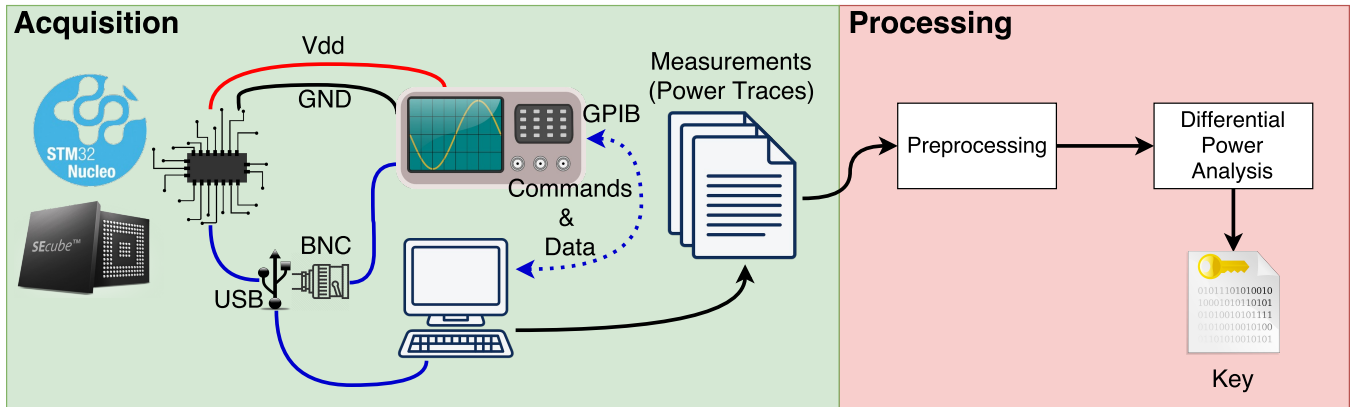 Acquisition
Processing
Vdd
GND
STM32
Nucleo
SEcube™
GPIB
Commands
&
Data
BNC
USB
Measurements
(Power Traces)
Preprocessing
Differential
Power
Analysis
01011101010010
10001010110101
01010010101111
01010010010100
01101010010101
Key